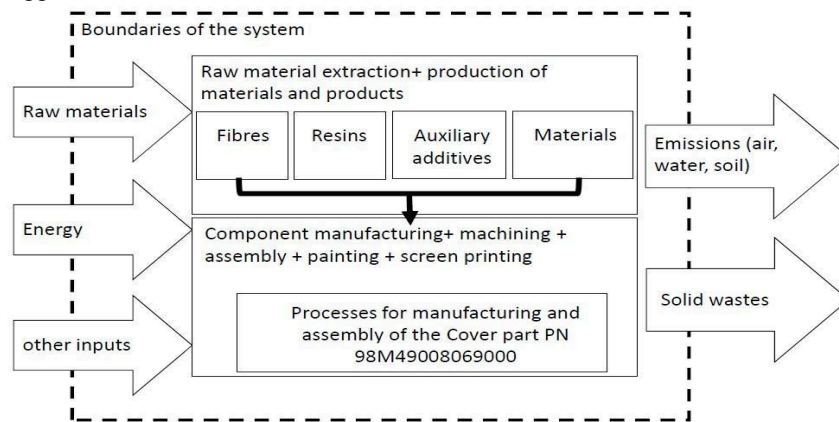 Boundaries of the system
Raw material extraction+ production of
materials and products
Raw materials
Fibres
Resins
Auxiliary
additives
Materials
Emissions (air,
water, soil)
Energy
Component manufacturing+ machining +
assembly + painting + screen printing
Solid wastes
Processes for manufacturing and
assembly of the Cover part PN
98M49008069000
other inputs